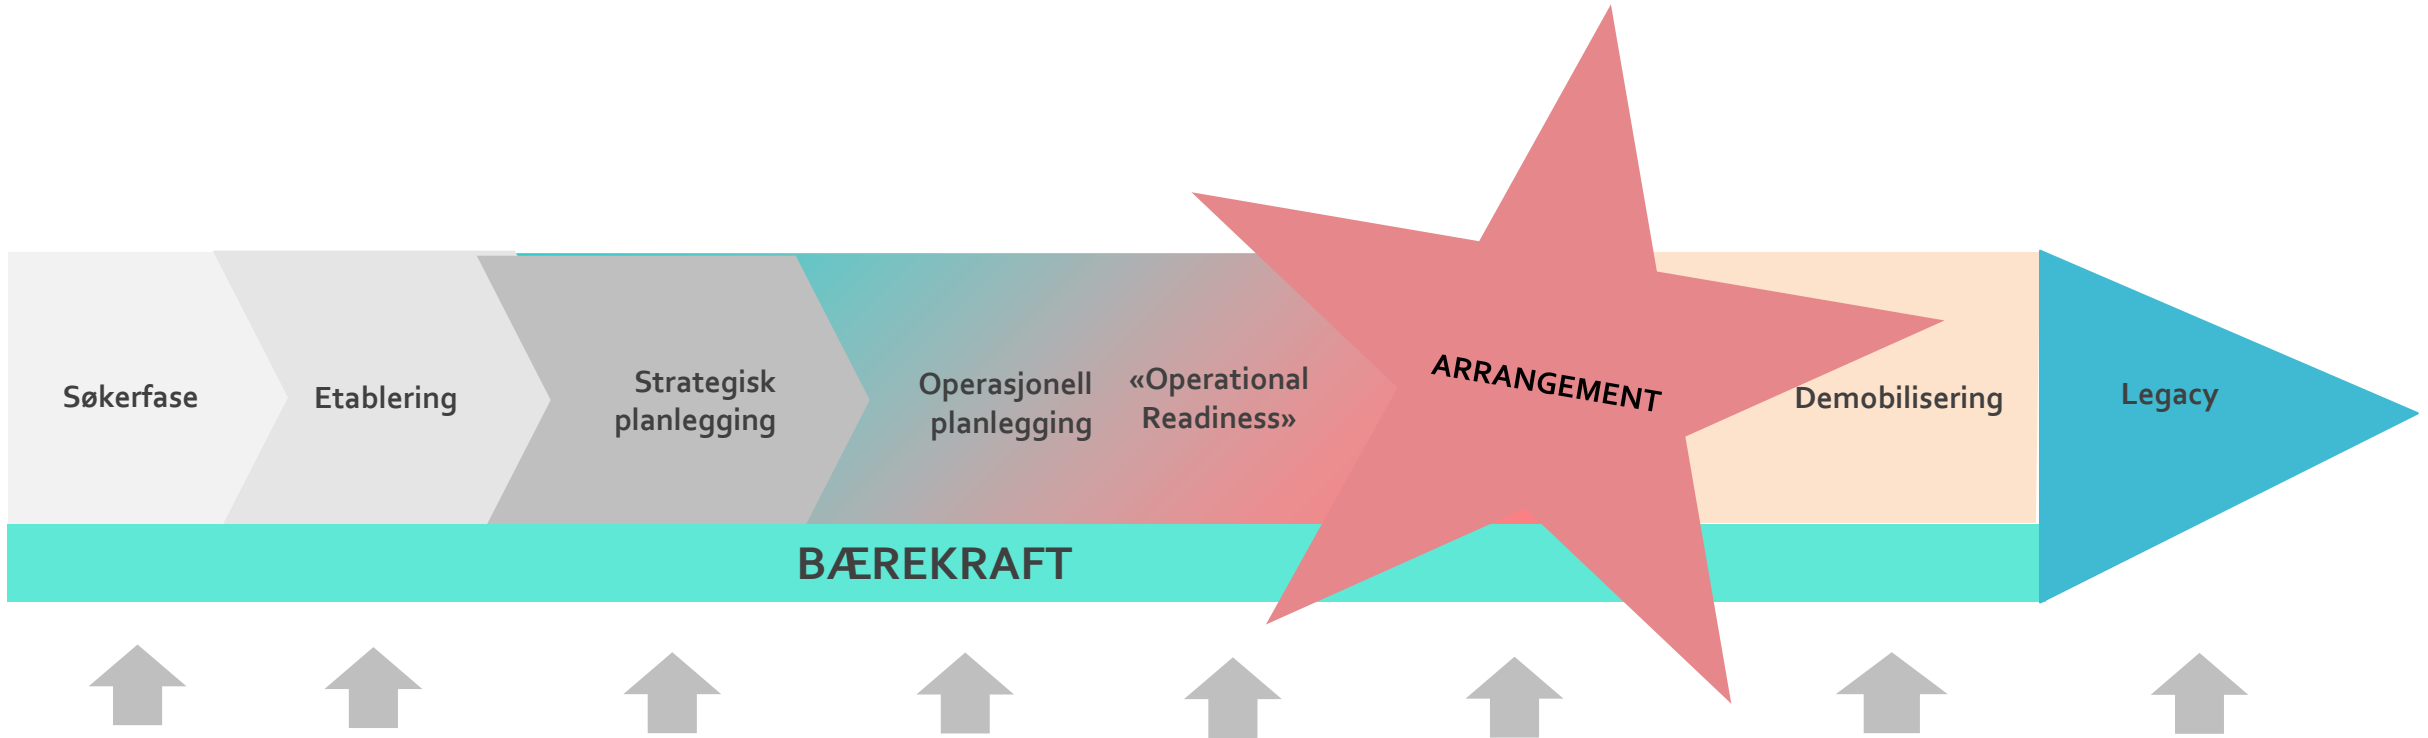 Søkerfase
Etablering
Strategisk
planlegging
Operasjonell
planlegging
«Operational
Readiness»
ARRANGEMENT
Demobilisering
Legacy
BÆREKRAFT